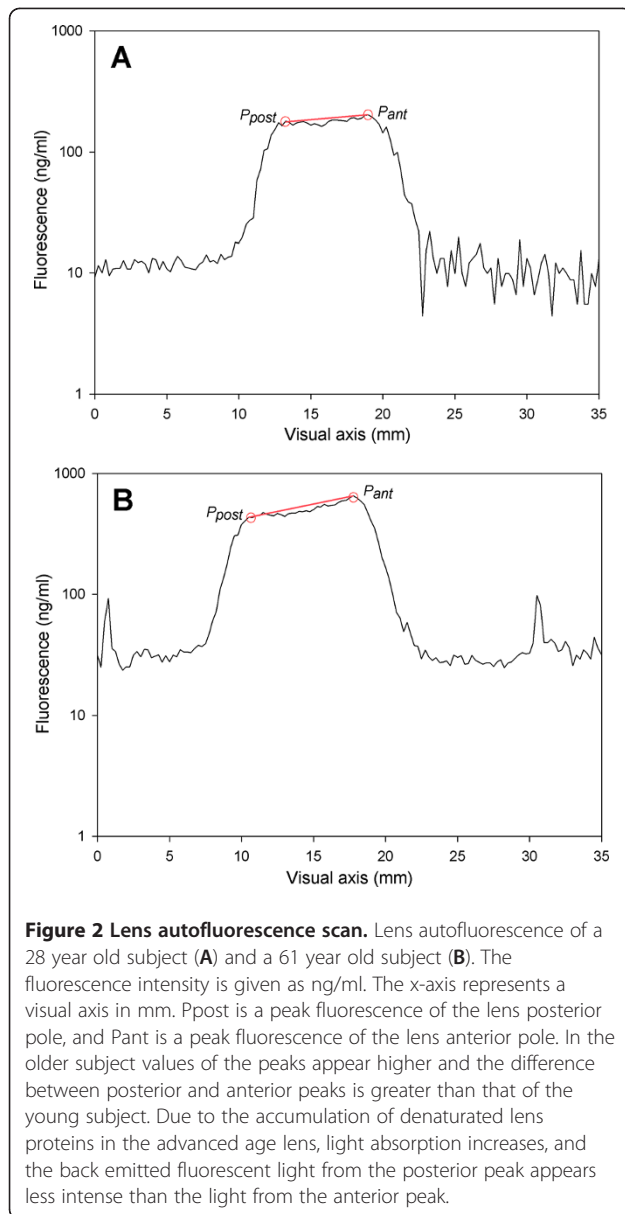 A
1000
100
10
1
Fluorescence (ng/ml)
Ppost
Pant
0 5 10 15 20 25 30 35
Visual axis (mm)
B
1000
100
10
1
Fluorescence (ng/ml)
Ppost
Pant
0 5 10 15 20 25 30 35
Visual axis (mm)
Figure 2 Lens autofluorescence scan. Lens autofluorescence of a
28 year old subject (A) and a 61 year old subject (B). The
fluorescence intensity is given as ng/ml. The x-axis represents a
visual axis in mm. Ppost is a peak fluorescence of the lens posterior
pole, and Pant is a peak fluorescence of the lens anterior pole. In the
older subject values of the peaks appear higher and the difference
between posterior and anterior peaks is greater than that of the
young subject. Due to the accumulation of denaturated lens
proteins in the advanced age lens, light absorption increases, and
the back emitted fluorescent light from the posterior peak appears
less intense than the light from the anterior peak.